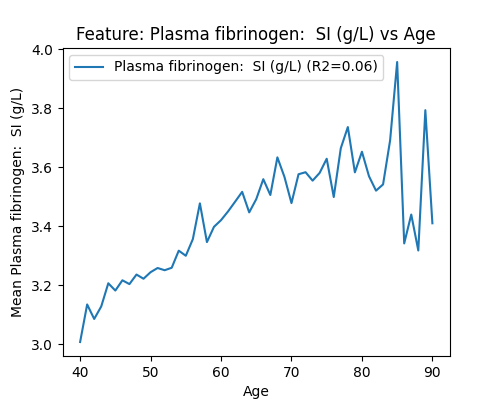 Feature: Plasma fibrinogen:  SI (g/L) vs Age
Plasma fibrinogen:  SI (g/L) (R2=0.06)
Mean Plasma fibrinogen:  SI (g/L)
4.0
3.8
3.6
3.4
3.2
3.0
40 50 60 70 80 90
Age